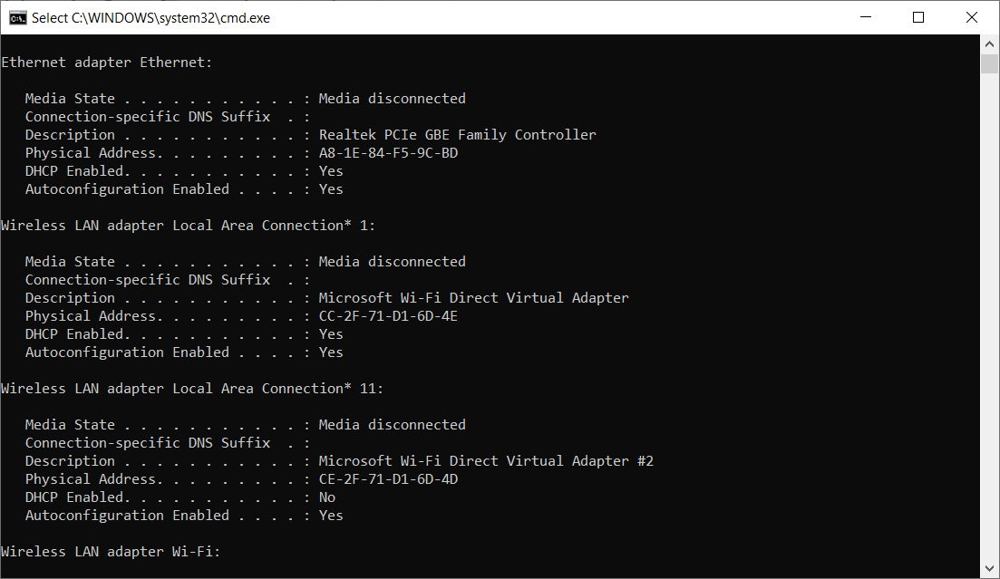 Select C:\WINDOWS\system32\cmd.exe
Ethernet adapter Ethernet:
   Media State . . . . . . . . . . . : Media disconnected
   Connection-specific DNS Suffix  . :
   Description . . . . . . . . . . . : Realtek PCIe GBE Family Controller
   Physical Address. . . . . . . . . : A8-1E-84-F5-9C-BD
   DHCP Enabled. . . . . . . . . . . : Yes
   Autoconfiguration Enabled . . . . : Yes
Wireless LAN adapter Local Area Connection* 1:
   Media State . . . . . . . . . . . : Media disconnected
   Connection-specific DNS Suffix  . :
   Description . . . . . . . . . . . : Microsoft Wi-Fi Direct Virtual Adapter
   Physical Address. . . . . . . . . : CC-2F-71-D1-6D-4E
   DHCP Enabled. . . . . . . . . . . : Yes
   Autoconfiguration Enabled . . . . : Yes
Wireless LAN adapter Local Area Connection* 11:
   Media State . . . . . . . . . . . : Media disconnected
   Connection-specific DNS Suffix  . :
   Description . . . . . . . . . . . : Microsoft Wi-Fi Direct Virtual Adapter #2
   Physical Address. . . . . . . . . : CE-2F-71-D1-6D-4D
   DHCP Enabled. . . . . . . . . . . : No
   Autoconfiguration Enabled . . . . : Yes
Wireless LAN adapter Wi-Fi: